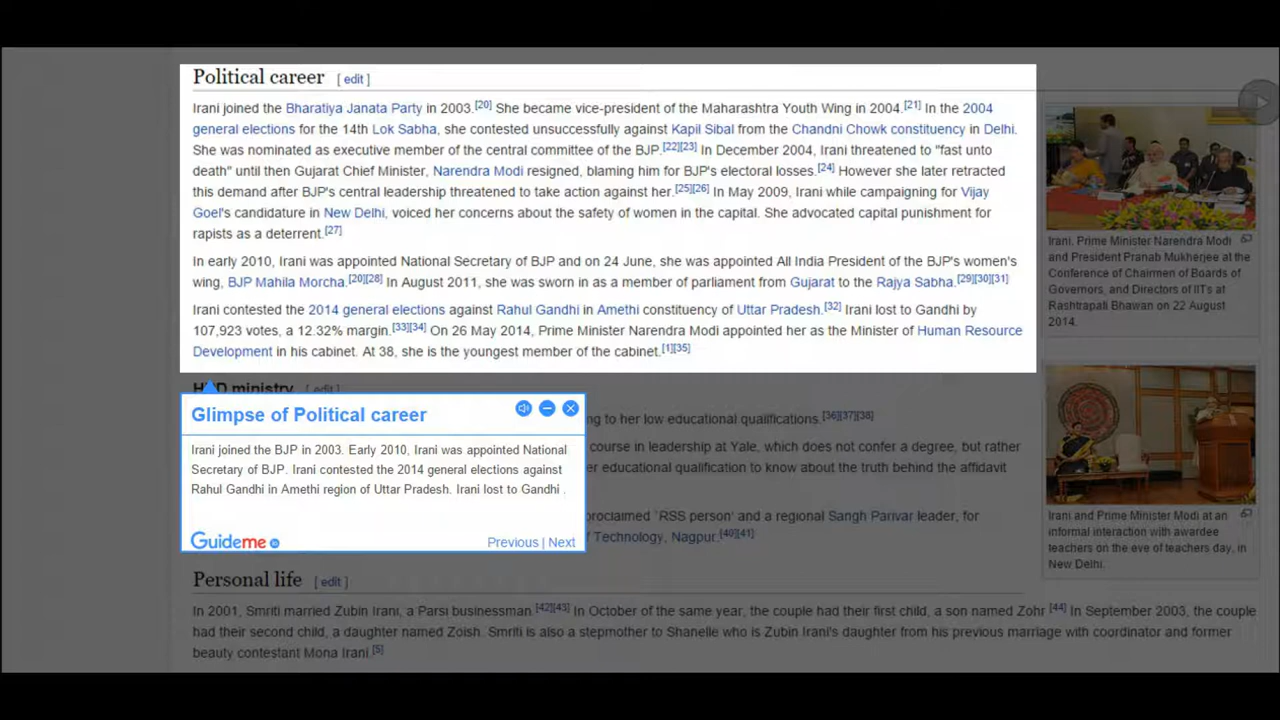 Political career [ edit ]
Irani joined the Bharatiya Janata Party in 2003.[20] She became vice-president of the Maharashtra Youth Wing in 2004.[21] In the 2004
general elections for the 14th Lok Sabha, she contested unsuccessfully against Kapil Sibal from the Chandni Chowk constituency in Delhi.
She was nominated as executive member of the central committee of the BJP.[22][23] In December 2004, Irani threatened to "fast unto
death" until then Gujarat Chief Minister, Narendra Modi resigned, blaming him for BJP's electoral losses.[24] However she later retracted
this demand after BJP's central leadership threatened to take action against her.[25][26] In May 2009, Irani while campaigning for Vijay
Goel's candidature in New Delhi, voiced her concerns about the safety of women in the capital. She advocated capital punishment for
rapists as a deterrent.[27]
In early 2010, Irani was appointed National Secretary of BJP and on 24 June, she was appointed All India President of the BJP's women's
wing, BJP Mahila Morcha.[20][28] In August 2011, she was sworn in as a member of parliament from Gujarat to the Rajya Sabha.[29][30][31]
Irani contested the 2014 general elections against Rahul Gandhi in Amethi constituency of Uttar Pradesh.[32] Irani lost to Gandhi by
107,923 votes, a 12.32% margin.[33][34] On 26 May 2014, Prime Minister Narendra Modi appointed her as the Minister of Human Resource
Development in his cabinet. At 38, she is the youngest member of the cabinet.[1][35]
Irani, Prime Minister Narendra Modi
and President Pranab Mukherjee at the
Conference of Chairmen of Boards of
Governors, and Directors of IITs at
Rashtrapati Bhawan on 22 August
2014.
ministry [ edit ]
ng to her low educational qualifications.[36][37][38]
course in leadership at Yale, which does not confer a degree, but rather
er educational qualification to know about the truth behind the affidavit
proclaimed `RSS person' and a regional Sangh Parivar leader, for
of Technology, Nagpur.[40][41]
Glimpse of Political career
Irani joined the BJP in 2003. Early 2010, Irani was appointed National
Secretary of BJP. Irani contested the 2014 general elections against
Rahul Gandhi in Amethi region of Uttar Pradesh. Irani lost to Gandhi .
Guideme
Previous | Next
Irani and Prime Minister Modi at an
informal interaction with awardee
teachers on the eve of teachers day, in
New Delhi.
Personal life [ edit ]
In 2001, Smriti married Zubin Irani, a Parsi businessman.[42][43] In October of the same year, the couple had their first child, a son named Zohr.[44] In September 2003, the couple
had their second child, a daughter named Zoish. Smriti is also a stepmother to Shanelle who is Zubin Irani's daughter from his previous marriage with coordinator and former
beauty contestant Mona Irani.[5]